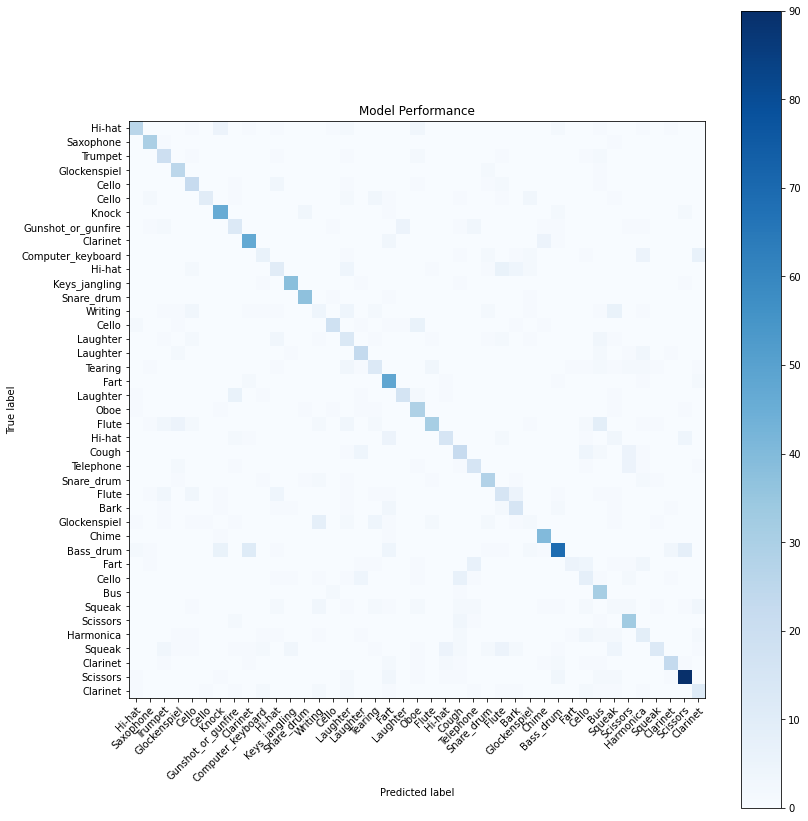 Model Performance
True label
Hi-hat
Saxophone
Trumpet
Glockenspiel
Cello
Cello
Knock
Gunshot_or_gunfire
Clarinet
Computer_keyboard
Hi-hat
Keys_jangling
Snare_drum
Writing
Cello
Laughter
Laughter
Tearing
Fart
Laughter
Oboe
Flute
Hi-hat
Cough
Telephone
Snare_drum
Flute
Bark
Glockenspiel
Chime
Bass_drum
Fart
Cello
Bus
Squeak
Scissors
Harmonica
Squeak
Clarinet
Scissors
Clarinet
Hi-hat
Saxophone
Trumpet
Glockenspiel
Cello
Cello
Knock
Gunshot_or_gunfire
Clarinet
Computer_keyboard
Hi-hat
Keys_jangling
Snare_drum
Writing
Cello
Laughter
Laughter
Tearing
Fart
Laughter
Oboe
Flute
Hi-hat
Cough
Telephone
Snare_drum
Flute
Bark
Glockenspiel
Chime
Bass_drum
Fart
Cello
Bus
Squeak
Scissors
Harmonica
Squeak
Clarinet
Scissors
Clarinet
Predicted label
90
80
70
60
50
40
30
20
10
0